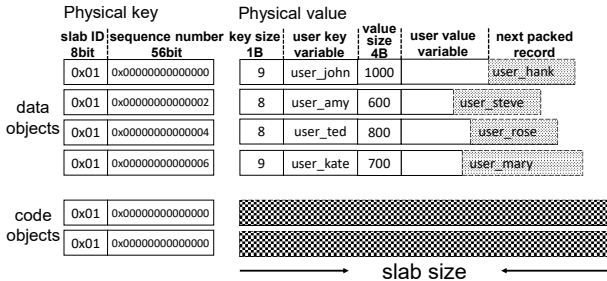 Physical key Physical value
slab ID sequence number key size user key value user value next packed
8bit 56bit 1B variable size variable record
4B
data objects
0x01 0x00000000000000 9 user_john 1000 user_hank
0x01 0x00000000000002 8 user_amy 600 user_steve
0x01 0x00000000000004 8 user_ted 800 user_rose
0x01 0x00000000000006 9 user_kate 700 user_mary
code objects
0x01 0x00000000000000
0x01 0x00000000000000
slab size